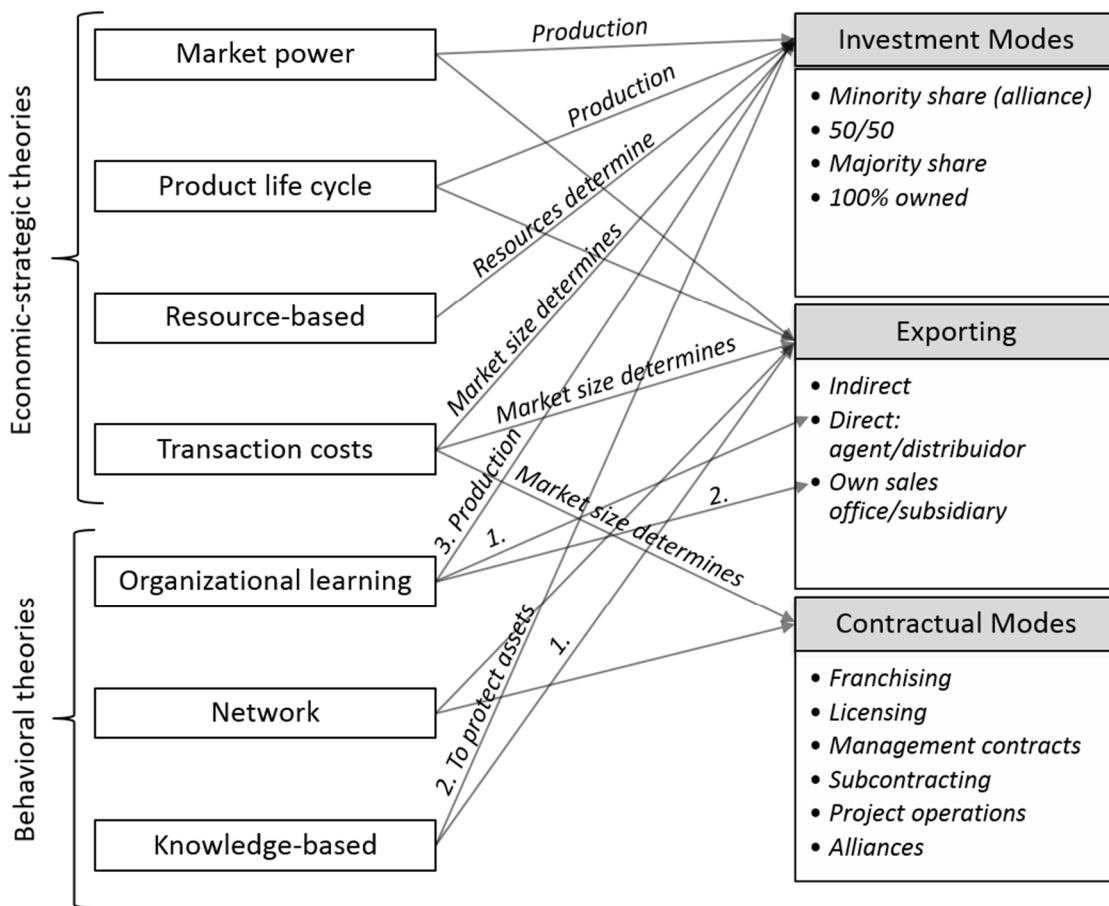 Economic-strategic theories
Market power
Product life cycle
Resource-based
Transaction costs
Behavioral theories
Organizational learning
Network
Knowledge-based
Production
Production
Resources determine
Market size determines
Market size determines
Market size determines
3. Production
1.
2.
2. To protect assets
1.
Investment Modes
• Minority share (alliance)
• 50/50
• Majority share
• 100% owned
Exporting
• Indirect
• Direct:
agent/distribuidor
• Own sales
office/subsidiary
Contractual Modes
• Franchising
• Licensing
• Management contracts
• Subcontracting
• Project operations
• Alliances